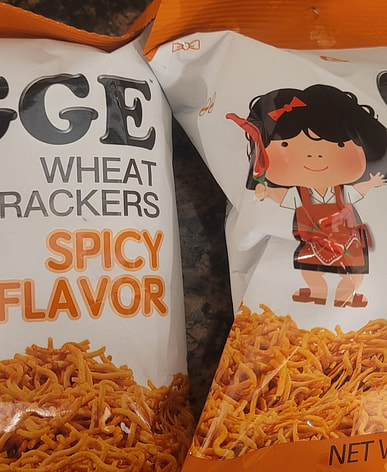 GGE
WHEAT
RACKERS
SPICY
FLAVOR
NET